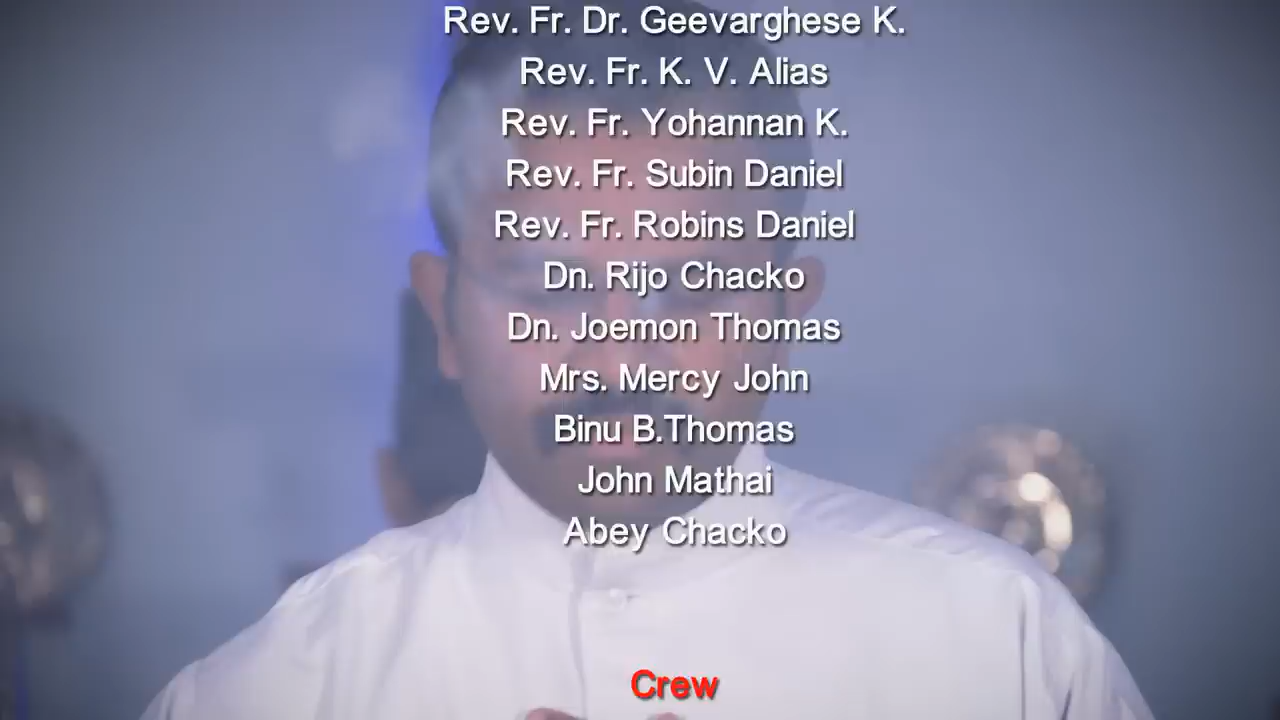 Rev. Fr. Dr. Geevarghese K.
Rev. Fr. K. V. Alias
Rev. Fr. Yohannan K.
Rev. Fr. Subin Daniel
Rev. Fr. Robins Daniel
Dn. Rijo Chacko
Dn. Joemon Thomas
Mrs. Mercy John
Binu B.Thomas
John Mathai
Abey Chacko
Crew